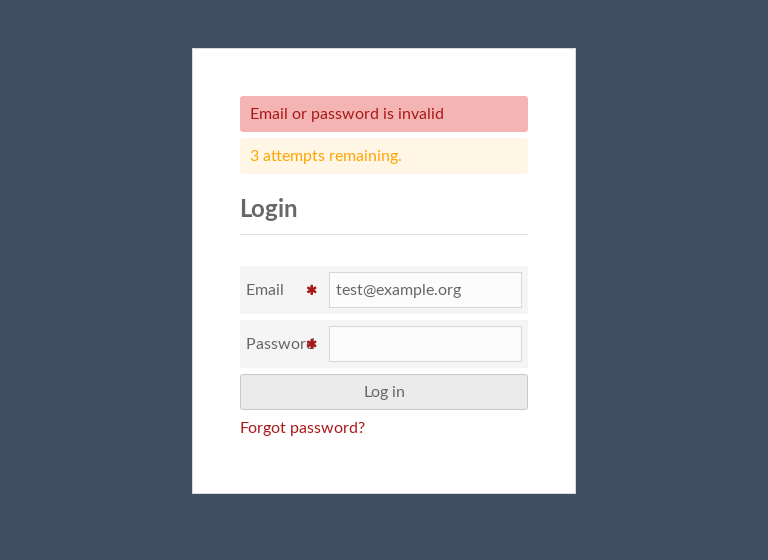 Email or password is invalid
3 attempts remaining.
Login
Email ✱ test@example.org
Password ✱
Log in
Forgot password?